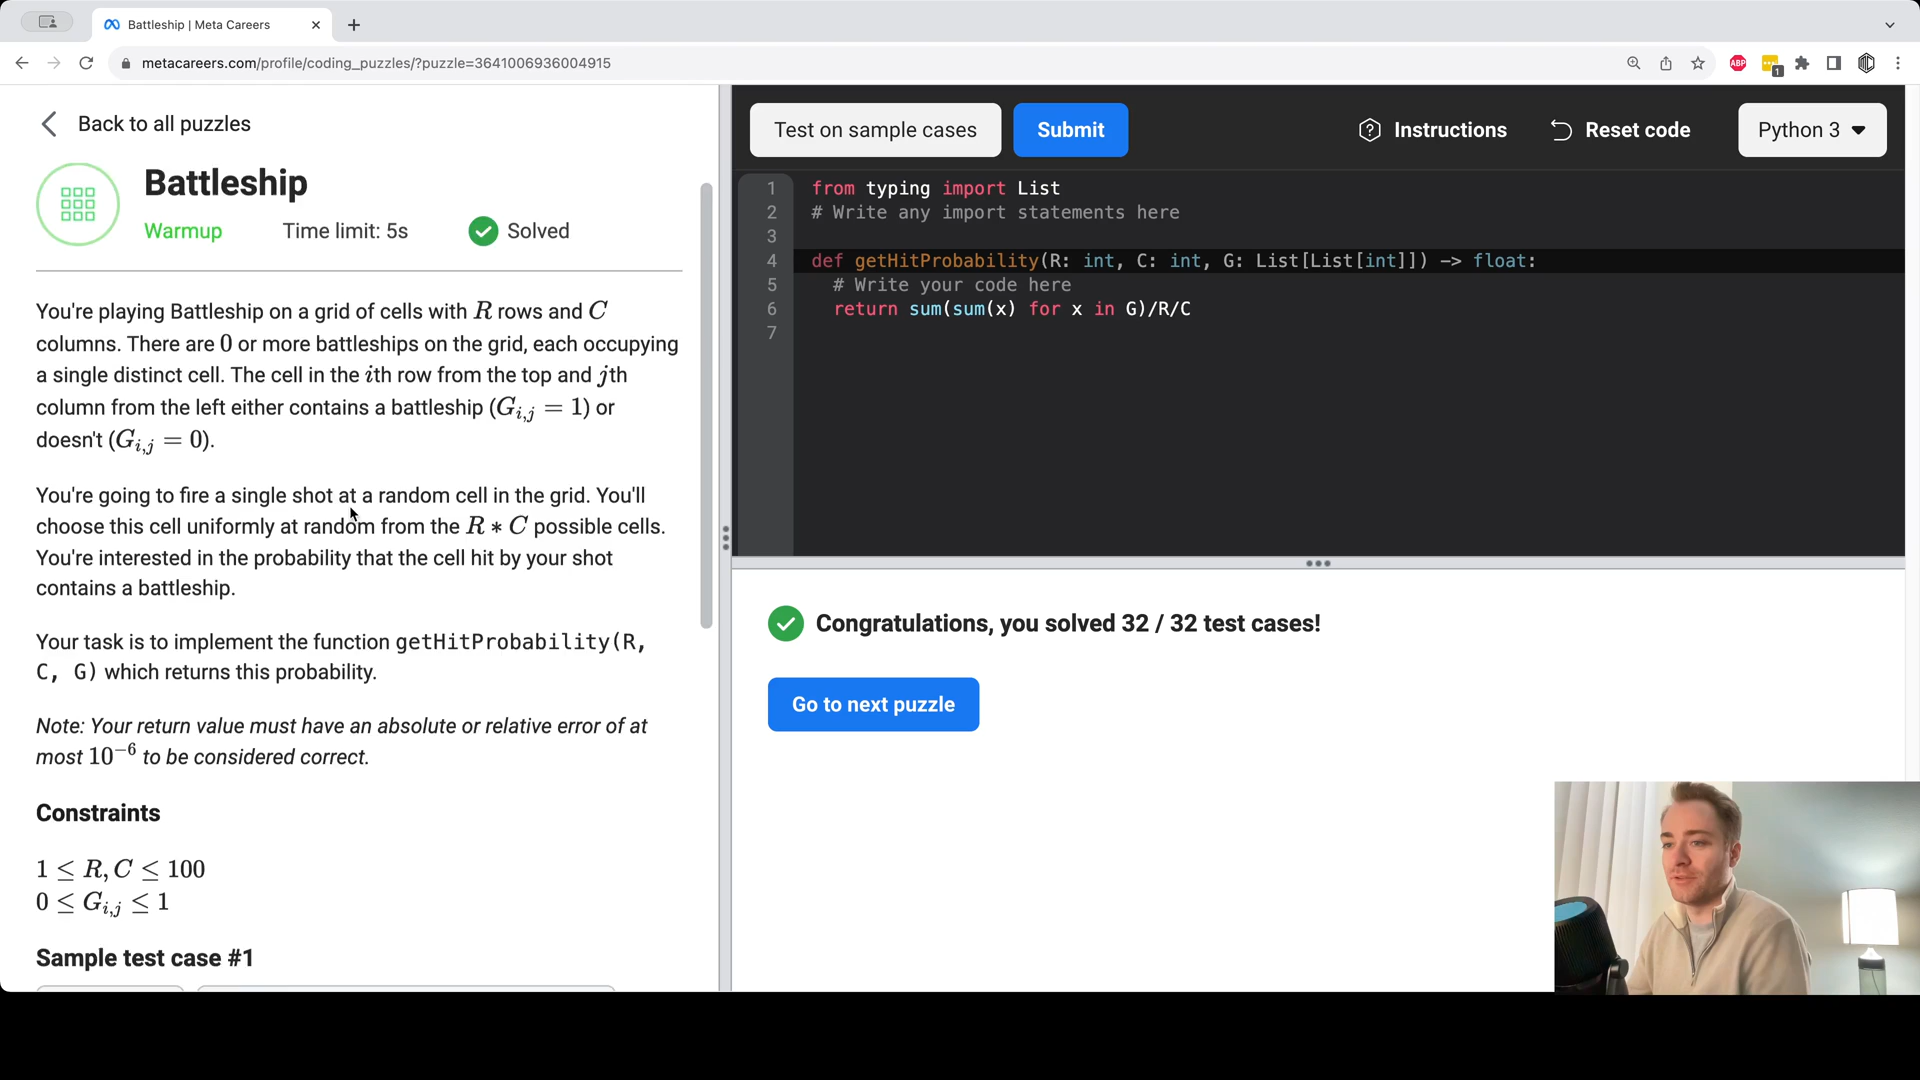 Battleship | Meta Careers
metacareers.com/profile/coding_puzzles/?puzzle=3641006936004915
ABP
1
Back to all puzzles
Battleship
Warmup
Time limit: 5s
Solved
You're playing Battleship on a grid of cells with R rows and C
columns. There are 0 or more battleships on the grid, each occupying
a single distinct cell. The cell in the ith row from the top and jth
column from the left either contains a battleship (G_{i,j} = 1) or
doesn't (G_{i,j} = 0).
You're going to fire a single shot at a random cell in the grid. You'll
choose this cell uniformly at random from the R * C possible cells.
You're interested in the probability that the cell hit by your shot
contains a battleship.
Your task is to implement the function getHitProbability(R,
C, G) which returns this probability.
Note: Your return value must have an absolute or relative error of at
most 10^{-6} to be considered correct.
Constraints
1 ≤ R, C ≤ 100
0 ≤ G_{i,j} ≤ 1
Sample test case #1
Test on sample cases
Submit
Instructions
Reset code
Python 3
1 from typing import List
2 # Write any import statements here
3
4 def getHitProbability(R: int, C: int, G: List[List[int]]) -> float:
5   # Write your code here
6   return sum(sum(x) for x in G)/R/C
7
Congratulations, you solved 32 / 32 test cases!
Go to next puzzle